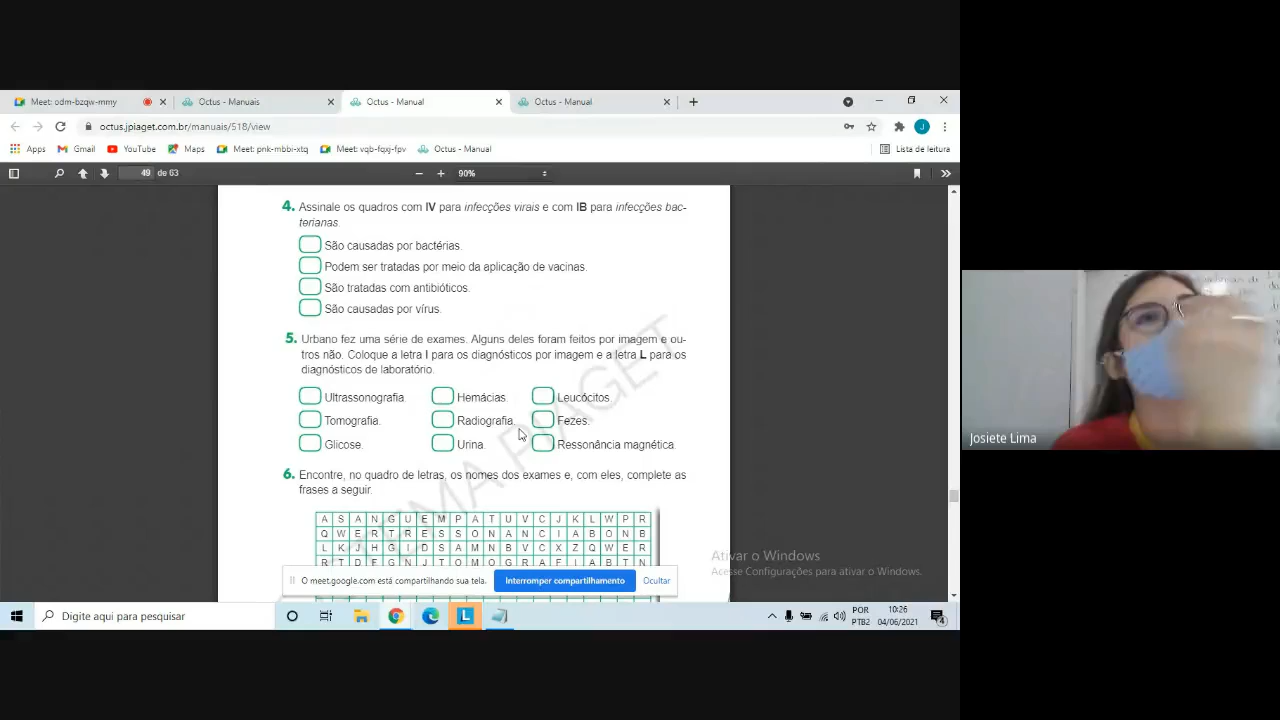 Meet: odm-bzqw-mmy
Octus - Manuais
Octus - Manual
Octus - Manual
octus.jpiaget.com.br/manuais/518/view
Apps
Gmail
YouTube
Maps
Meet: pnk-mbbi-xtq
Meet: vqb-fqxj-fpv
Octus - Manual
Lista de leitura
49 de 63
90%
4. Assinale os quadros com IV para infecções virais e com IB para infecções bac-
terianas.
São causadas por bactérias.
Podem ser tratadas por meio da aplicação de vacinas.
São tratadas com antibióticos.
São causadas por vírus.
5. Urbano fez uma série de exames. Alguns deles foram feitos por imagem e ou-
tros não. Coloque a letra I para os diagnósticos por imagem e a letra L para os
diagnósticos de laboratório.
Ultrassonografia. Hemácias. Leucócitos.
Tomografia. Radiografia. Fezes.
Glicose. Urina. Ressonância magnética.
6. Encontre, no quadro de letras, os nomes dos exames e, com eles, complete as
frases a seguir.
A S A N G U E M P A T U V C J K L W P R
Q W E R T R E S S O N A N C I A B O N B
L K J H G I D S A M N B V C X Z Q W E R
R T D F G N J T O M O G R A F I A B T N
EMA PIAGET
O meet.google.com está compartilhando sua tela.
Interromper compartilhamento
Ocultar
Ativar o Windows
Acesse Configurações para ativar o Windows.
Josiete Lima
Digite aqui para pesquisar
L
POR
PTB2
10:26
04/06/2021
4